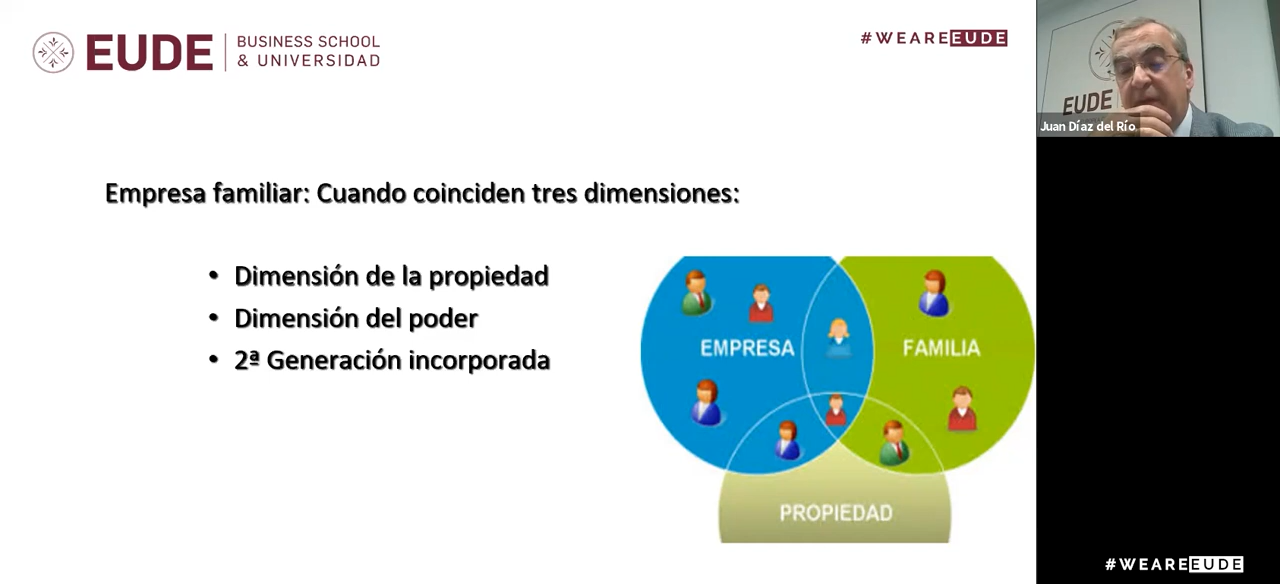 EUDE
BUSINESS SCHOOL
& UNIVERSIDAD
#WEAREEUDE
EUDE
Juan Díaz del Río
Empresa familiar: Cuando coinciden tres dimensiones:
• Dimensión de la propiedad
• Dimensión del poder
• 2ª Generación incorporada
EMPRESA
FAMILIA
PROPIEDAD
#WEAREEUDE